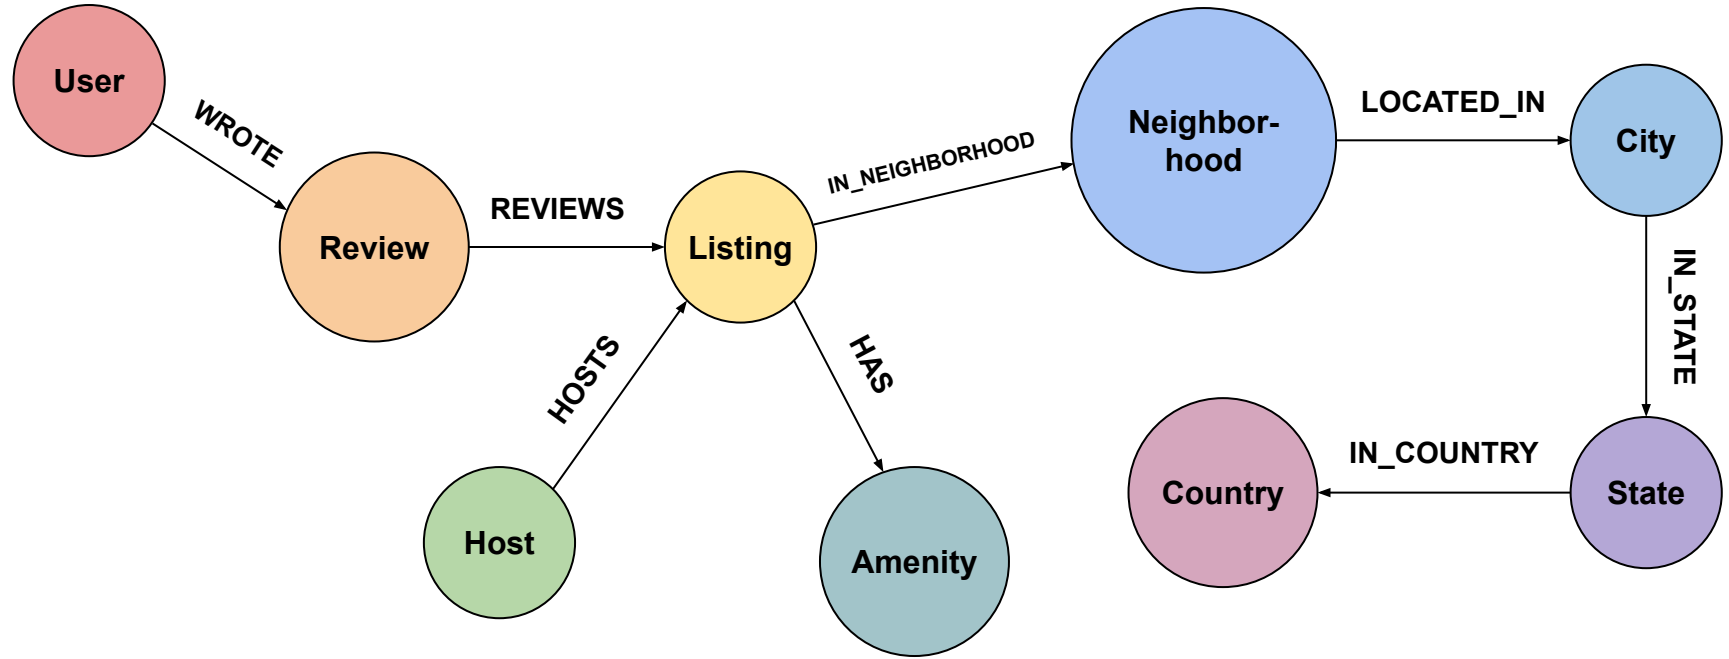 User
WROTE
Review
REVIEWS
Listing
IN_NEIGHBORHOOD
Neighbor-
hood
LOCATED_IN
City
IN_STATE
HOSTS
HAS
Host
Amenity
Country
IN_COUNTRY
State